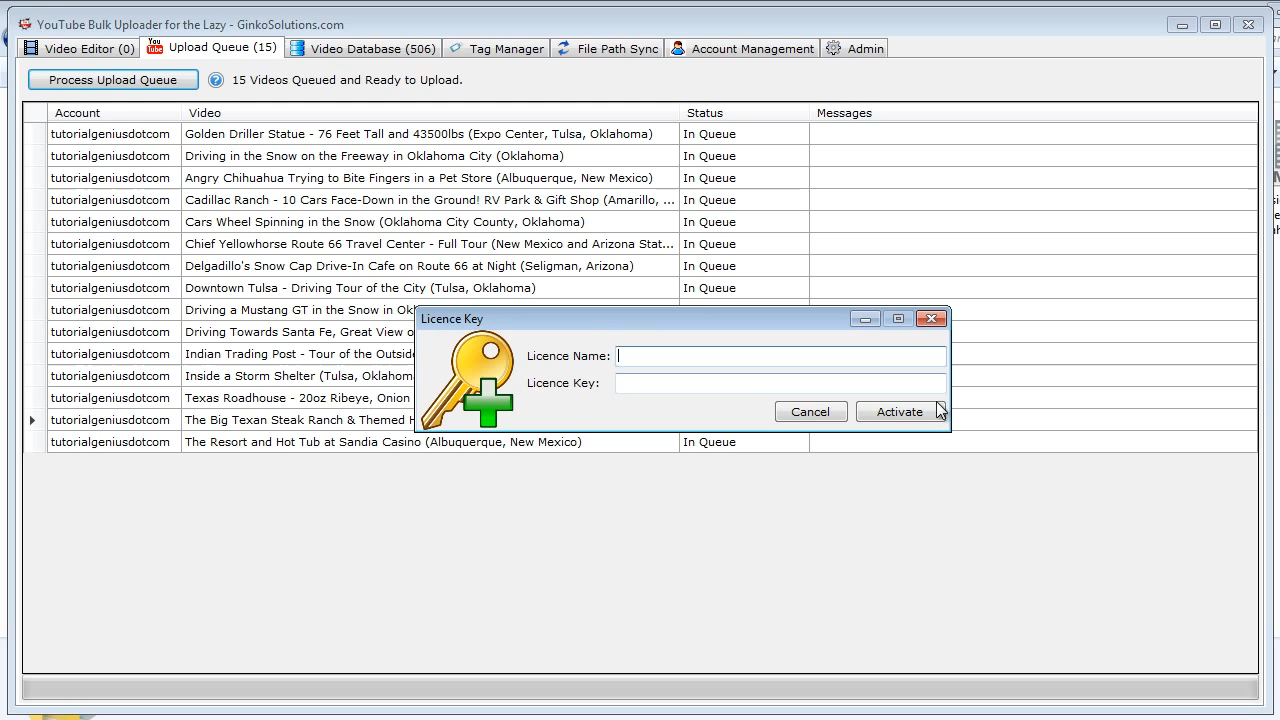 YouTube Bulk Uploader for the Lazy - GinkoSolutions.com
Video Editor (0)
You Tube Upload Queue (15)
Video Database (506)
Tag Manager
File Path Sync
Account Management
Admin
Process Upload Queue
15 Videos Queued and Ready to Upload.
Account Video Status Messages
tutorialgeniusdotcom Golden Driller Statue - 76 Feet Tall and 43500lbs (Expo Center, Tulsa, Oklahoma) In Queue
tutorialgeniusdotcom Driving in the Snow on the Freeway in Oklahoma City (Oklahoma) In Queue
tutorialgeniusdotcom Angry Chihuahua Trying to Bite Fingers in a Pet Store (Albuquerque, New Mexico) In Queue
tutorialgeniusdotcom Cadillac Ranch - 10 Cars Face-Down in the Ground! RV Park & Gift Shop (Amarillo, ... In Queue
tutorialgeniusdotcom Cars Wheel Spinning in the Snow (Oklahoma City County, Oklahoma) In Queue
tutorialgeniusdotcom Chief Yellowhorse Route 66 Travel Center - Full Tour (New Mexico and Arizona Stat... In Queue
tutorialgeniusdotcom Delgadillo's Snow Cap Drive-In Cafe on Route 66 at Night (Seligman, Arizona) In Queue
tutorialgeniusdotcom Downtown Tulsa - Driving Tour of the City (Tulsa, Oklahoma) In Queue
tutorialgeniusdotcom Driving a Mustang GT in the Snow in
tutorialgeniusdotcom Driving Towards Santa Fe, Great View of
tutorialgeniusdotcom Indian Trading Post - Tour of the Outside
tutorialgeniusdotcom Inside a Storm Shelter (Tulsa, Oklahoma
tutorialgeniusdotcom Texas Roadhouse - 20oz Ribeye, Onion
tutorialgeniusdotcom The Big Texan Steak Ranch & Themed
tutorialgeniusdotcom The Resort and Hot Tub at Sandia Casino (Albuquerque, New Mexico) In Queue
Licence Key
Licence Name:
Licence Key:
Cancel Activate